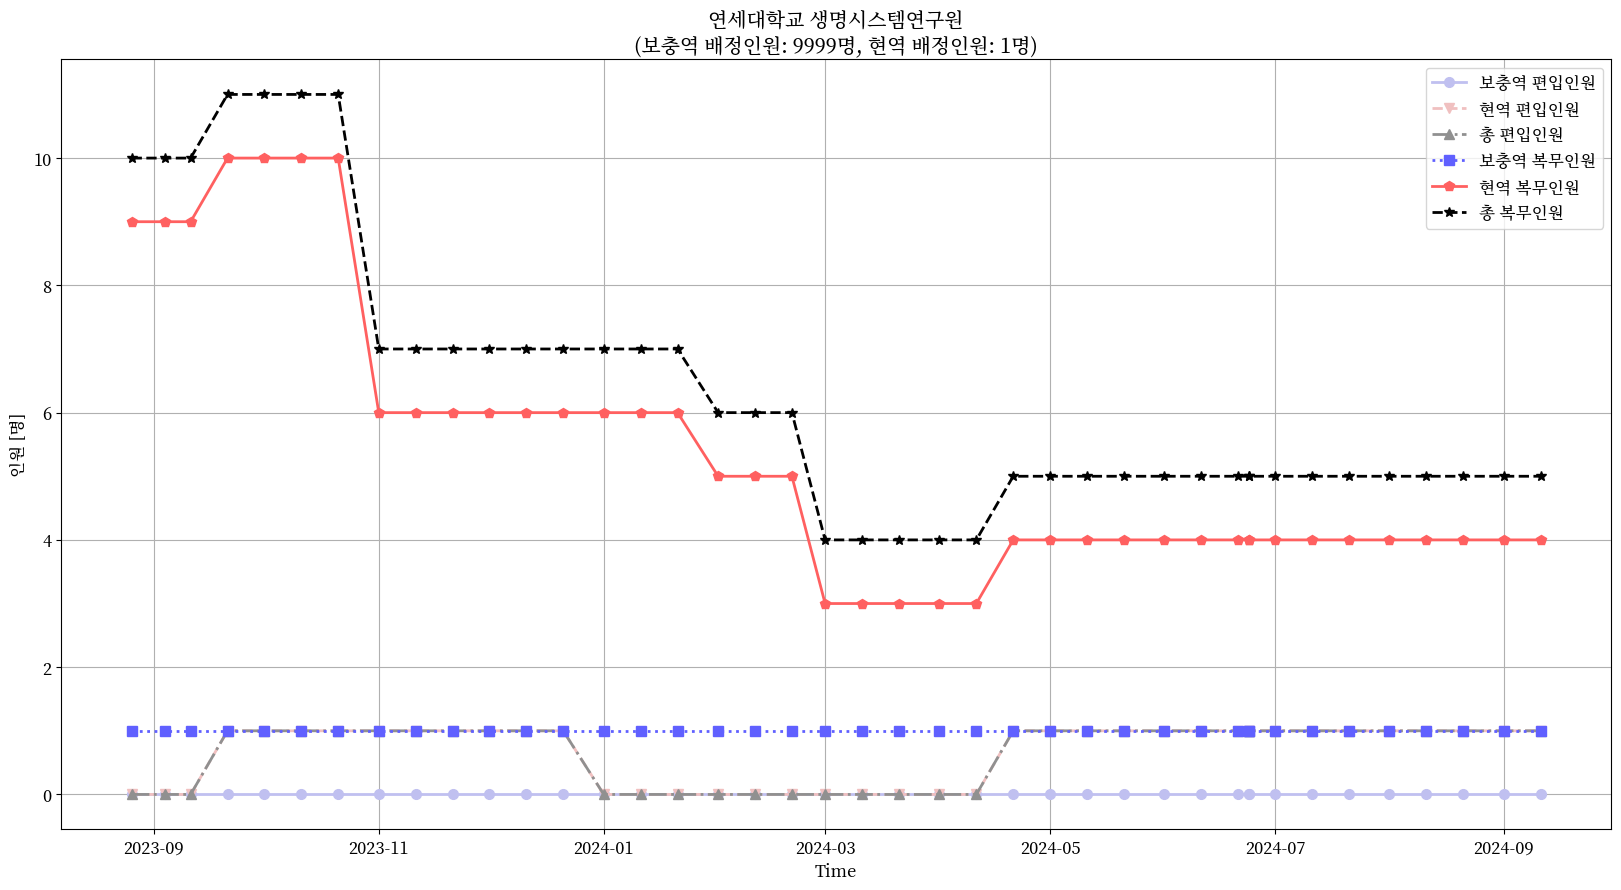 연세대학교 생명시스템연구원
(보충역 배정인원: 9999명, 현역 배정인원: 1명)
보충역 편입인원
현역 편입인원
총 편입인원
보충역 복무인원
현역 복무인원
총 복무인원
인원 [명]
10
8
6
4
2
0
2023-09
2023-11
2024-01
2024-03
2024-05
2024-07
2024-09
Time